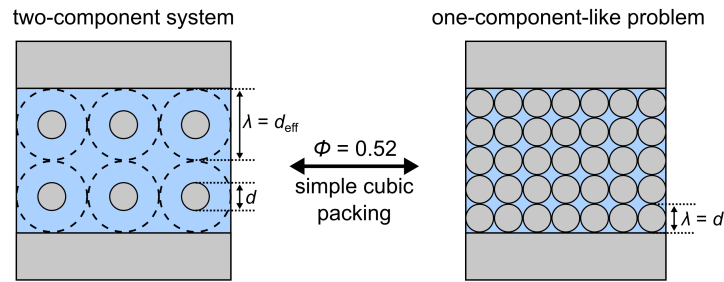 two-component system
one-component-like problem
λ = d_eff
d
Φ = 0.52
simple cubic
packing
λ = d